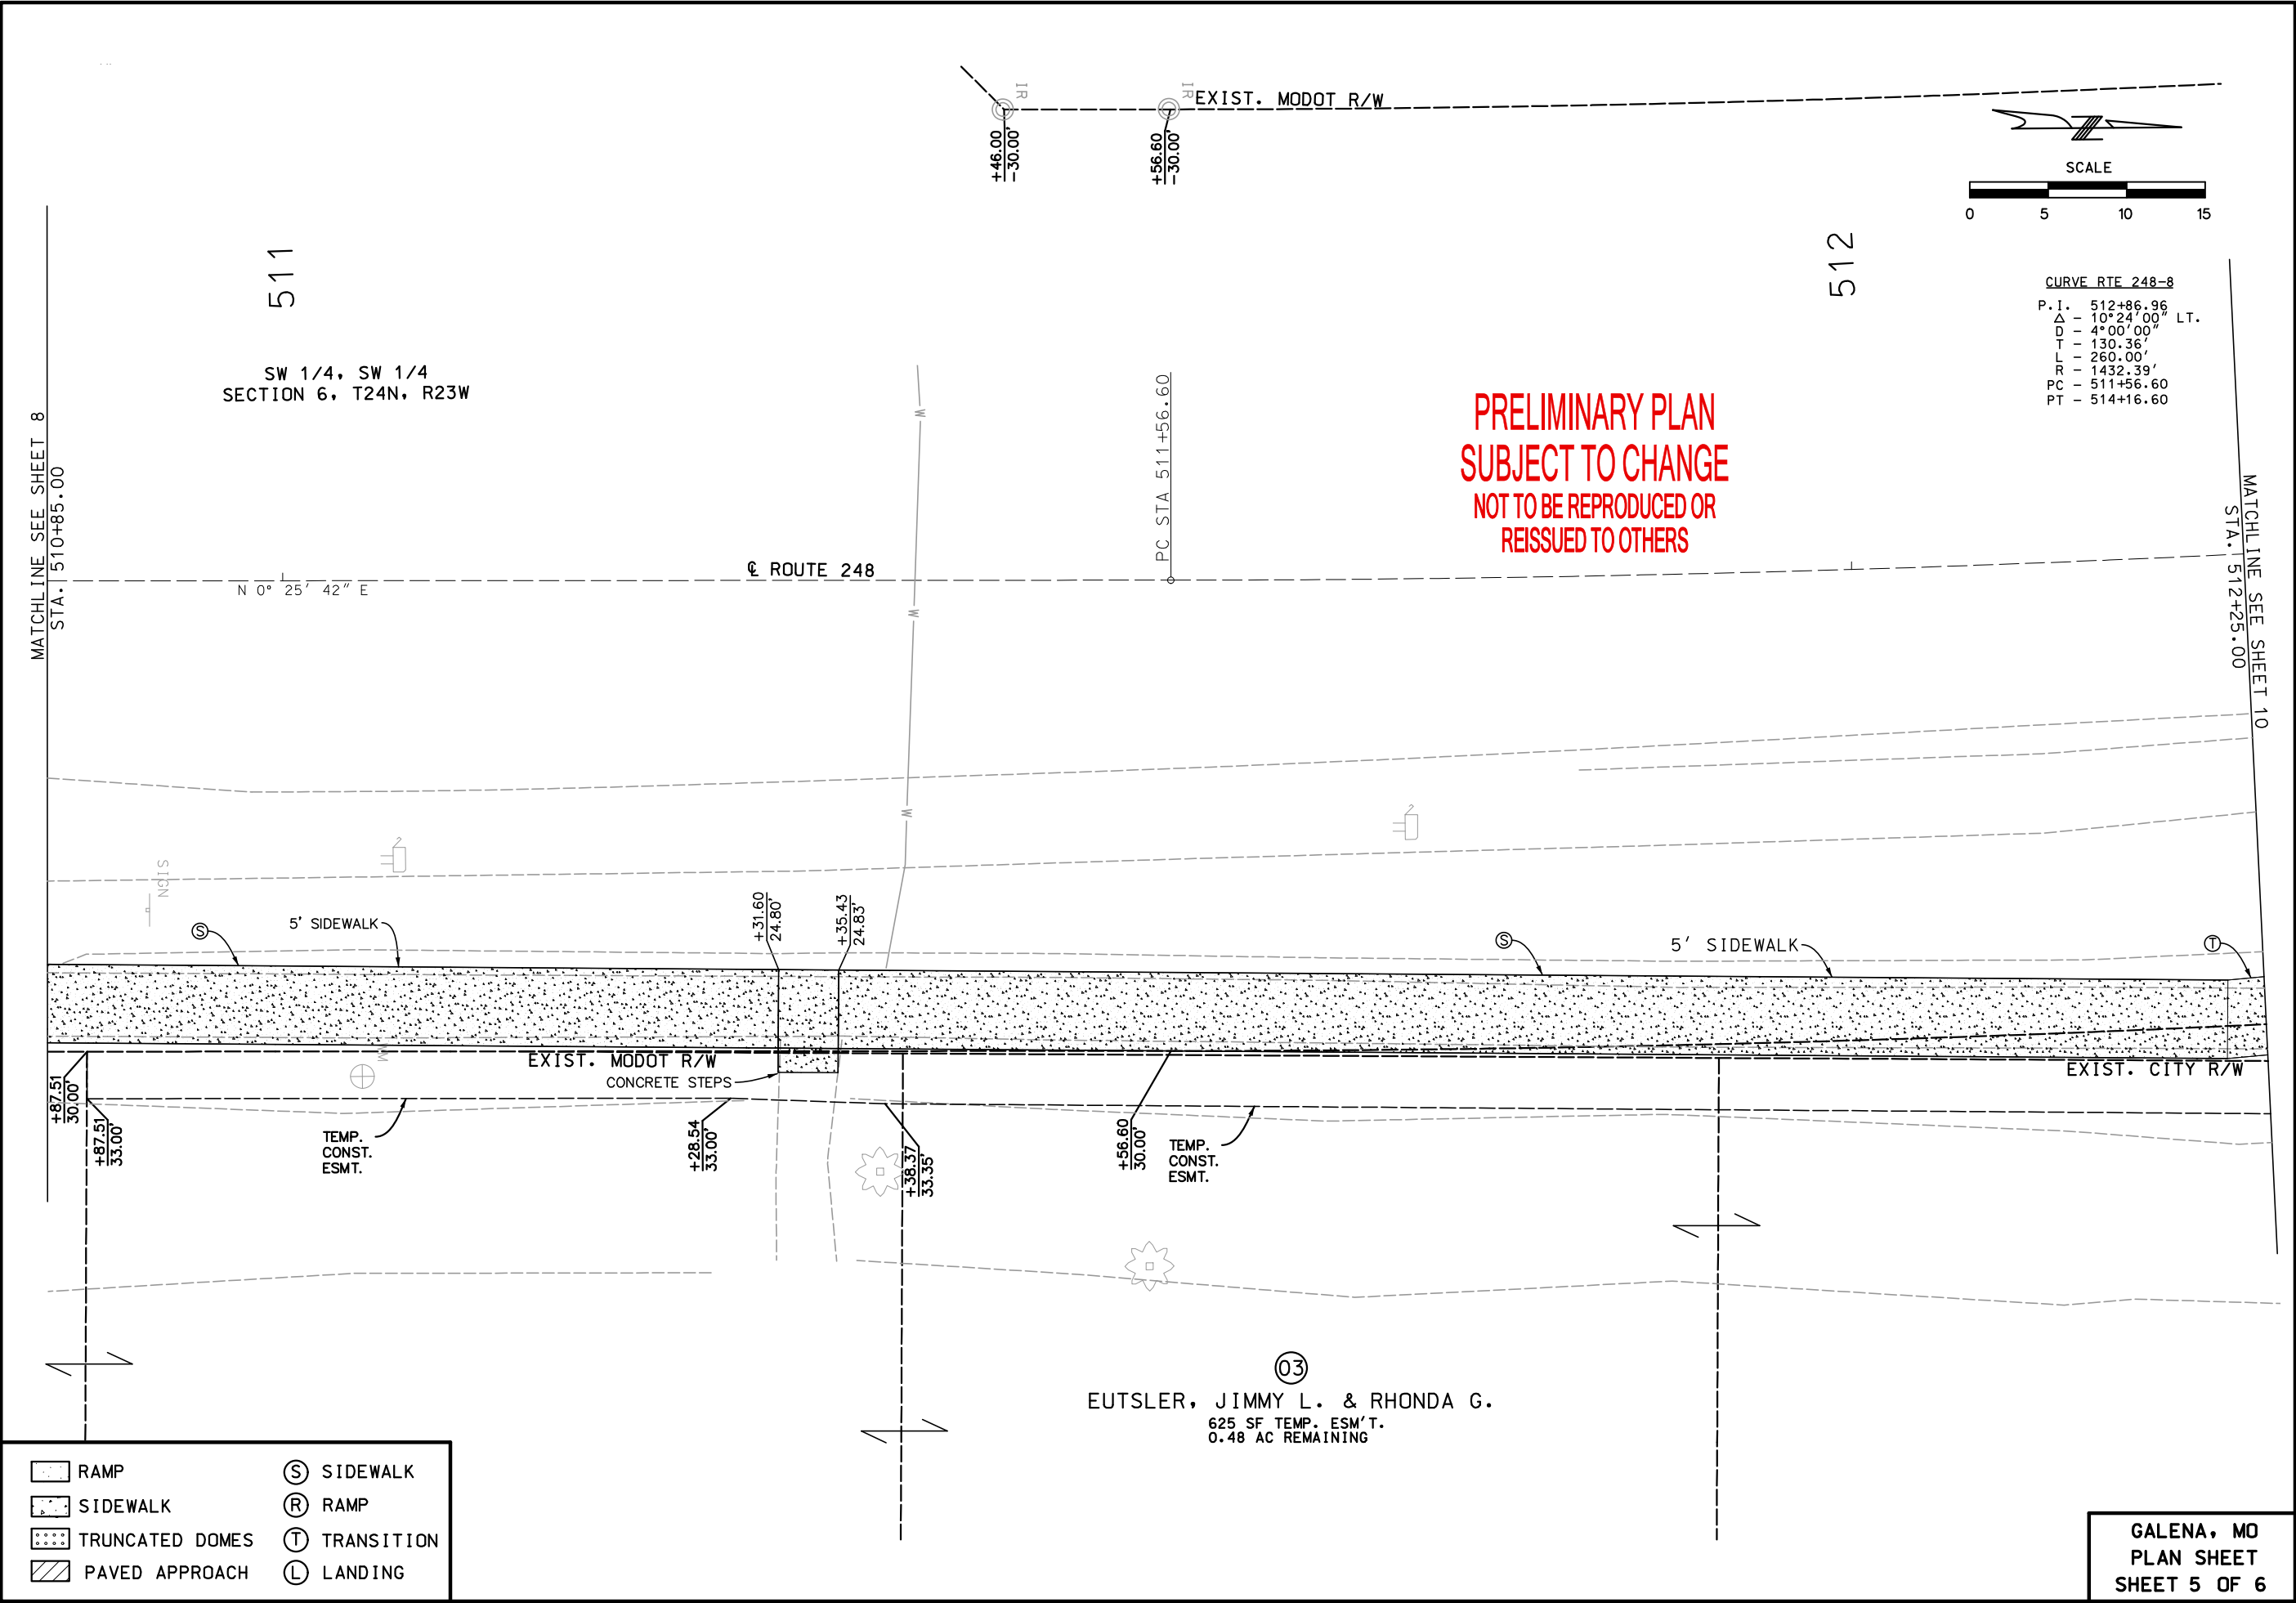 IR
IR
EXIST. MODOT R/W
+46.00
-30.00'
+56.60
-30.00'
SCALE
0 5 10 15
511
512
CURVE RTE 248-8
P.I. 512+86.96
Δ - 10°24'00" LT.
D - 4°00'00"
T - 130.36'
L - 260.00'
R - 1432.39'
PC - 511+56.60
PT - 514+16.60
SW 1/4, SW 1/4
SECTION 6, T24N, R23W
MATCHLINE SEE SHEET 8
STA. 510+85.00
W
PC STA 511+56.60
PRELIMINARY PLAN
SUBJECT TO CHANGE
NOT TO BE REPRODUCED OR
REISSUED TO OTHERS
MATCHLINE SEE SHEET 10
STA. 512+25.00
℄ ROUTE 248
N 0° 25' 42" E
W
W
SIGN
S
5' SIDEWALK
+31.60
24.80'
+35.43
24.83'
S
5' SIDEWALK
T
EXIST. MODOT R/W
CONCRETE STEPS
EXIST. CITY R/W
+87.51
30.00'
+87.51
33.00'
TEMP.
CONST.
ESMT.
+28.54
33.00'
+38.37
33.35'
+56.60
30.00'
TEMP.
CONST.
ESMT.
03
EUTSLER, JIMMY L. & RHONDA G.
625 SF TEMP. ESM'T.
0.48 AC REMAINING
RAMP
S SIDEWALK
SIDEWALK
R RAMP
TRUNCATED DOMES
T TRANSITION
PAVED APPROACH
L LANDING
GALENA, MO
PLAN SHEET
SHEET 5 OF 6